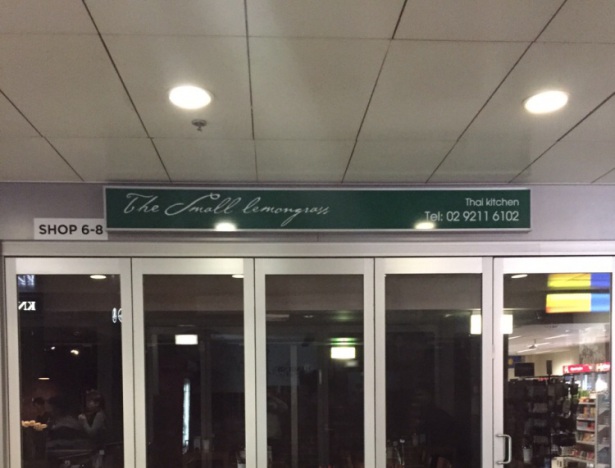 The Small lemongrass
Thai kitchen
Tel: 02 9211 6102
SHOP 6-8